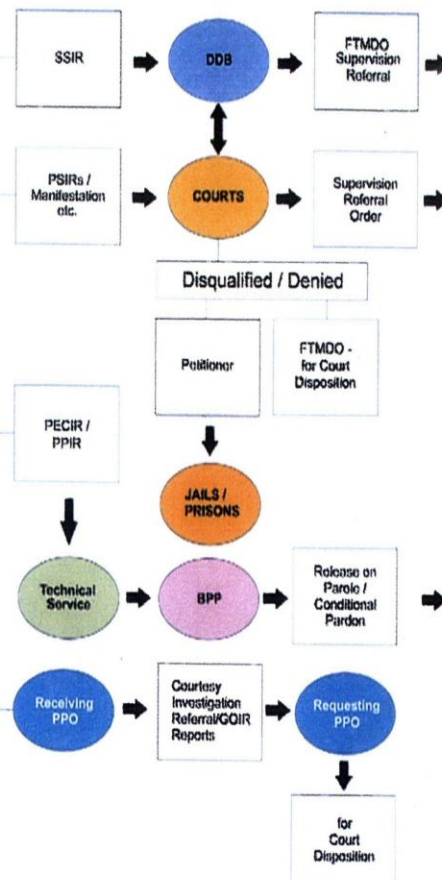 SSIR
DDB
FTMDO
Supervision
Referral
PSIRs /
Manifestation
etc.
COURTS
Supervision
Referral
Order
Disqualified / Denied
Petitioner
FTMDO -
for Court
Disposition
PECIR /
PPIR
JAILS /
PRISONS
Technical
Service
BPP
Release on
Parole /
Conditional
Pardon
Receiving
PPO
Courtesy
Investigation
Referral/GOIR
Reports
Requesting
PPO
for
Court
Disposition